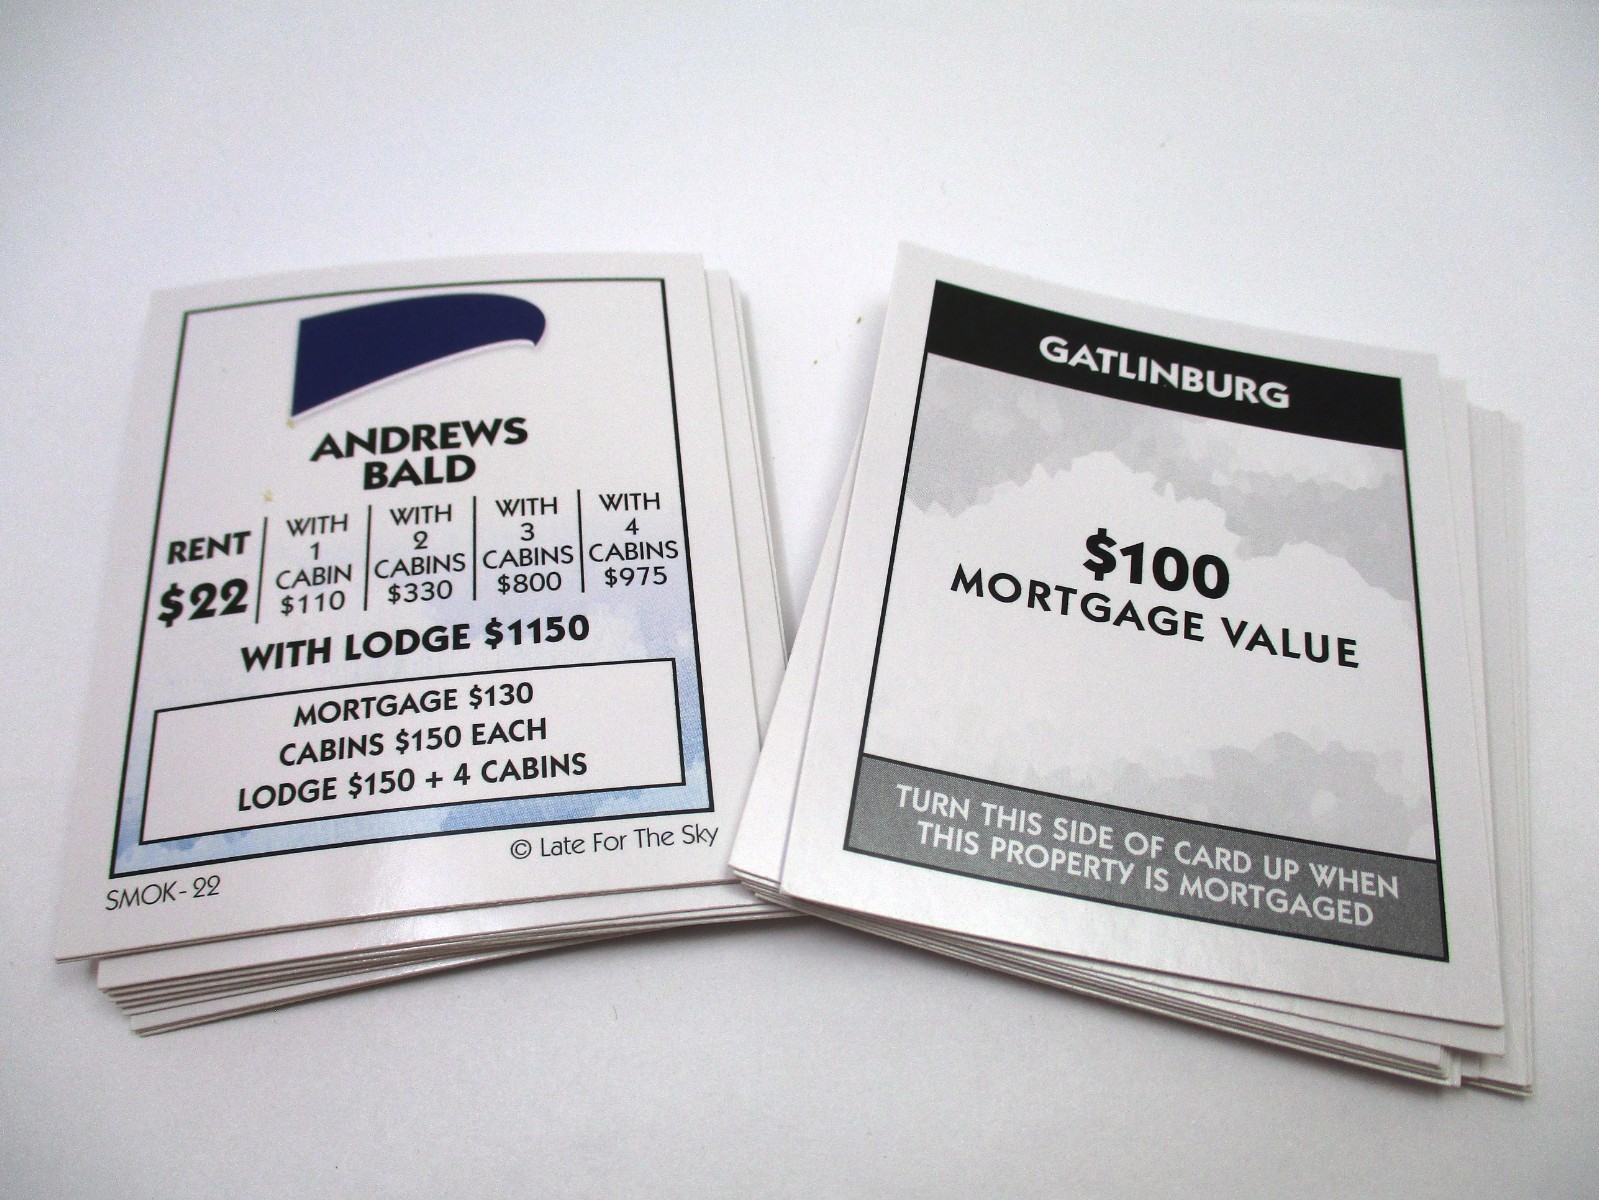 ANDREWS
BALD
RENT
$22
WITH
1
CABIN
$110
WITH
2
CABINS
$330
WITH
3
CABINS
$800
WITH
4
CABINS
$975
WITH LODGE $1150
MORTGAGE $130
CABINS $150 EACH
LODGE $150 + 4 CABINS
© Late For The Sky
SMOK-22
GATLINBURG
$100
MORTGAGE VALUE
TURN THIS SIDE OF CARD UP WHEN
THIS PROPERTY IS MORTGAGED